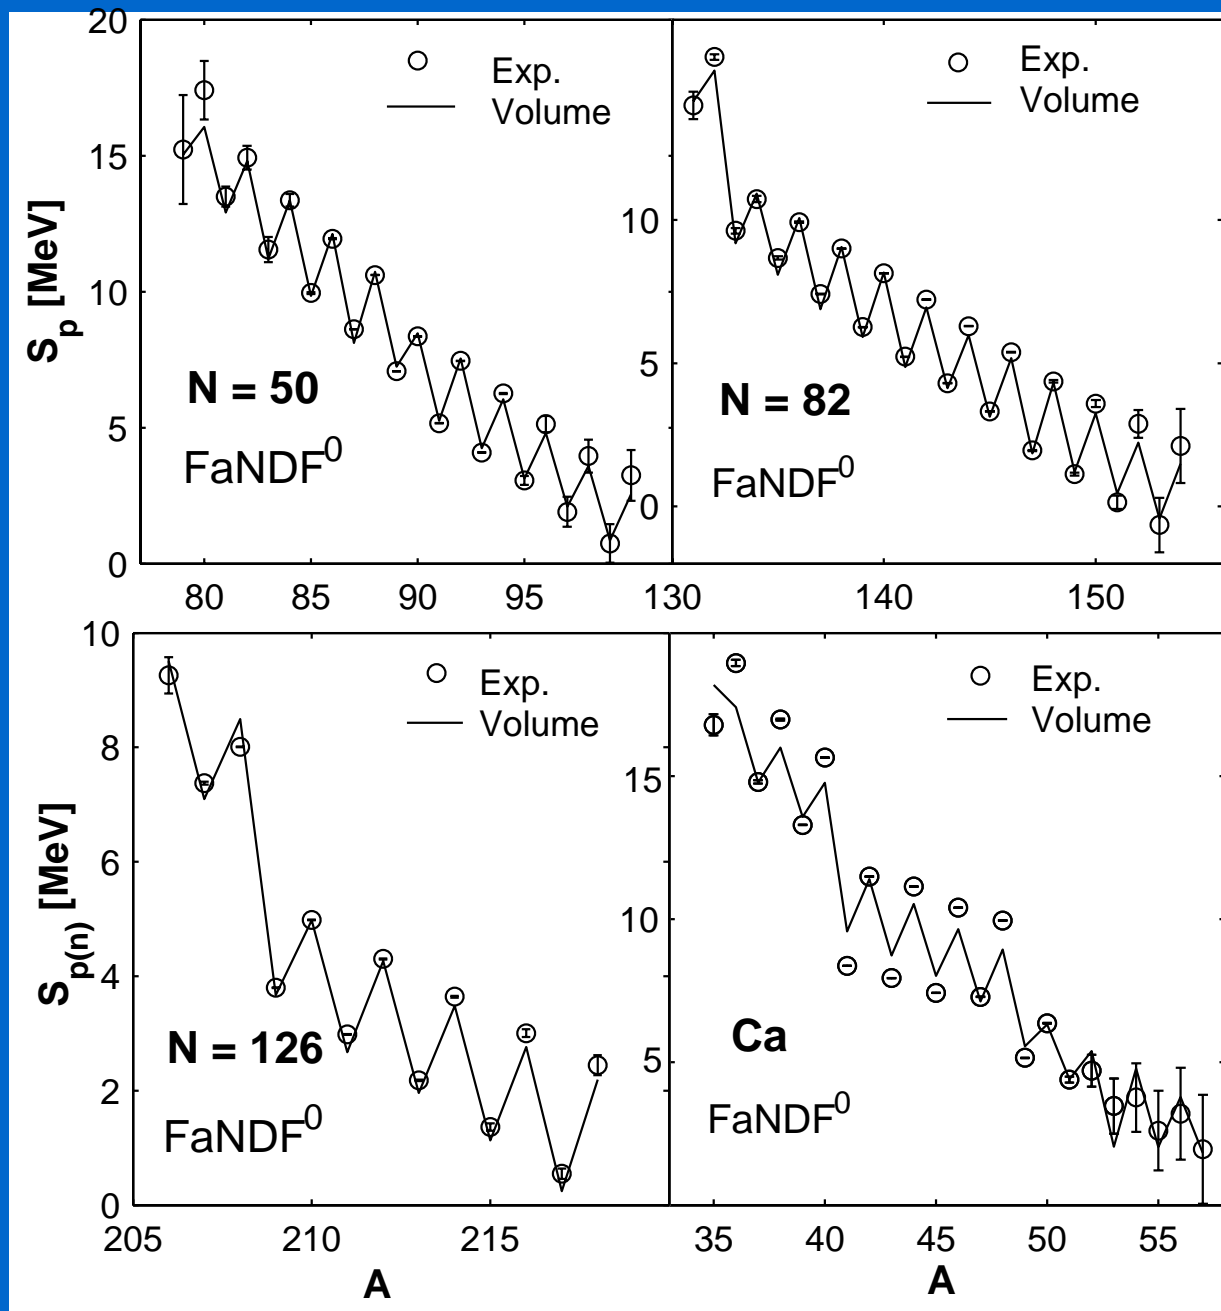 20
15
10
5
0
S_p [MeV]
Exp.
Volume
N = 50
FaNDF^0
80 85 90 95
10
5
0
Exp.
Volume
N = 82
FaNDF^0
130 140 150
10
8
6
4
2
0
S_p(n) [MeV]
Exp.
Volume
N = 126
FaNDF^0
205 210 215
A
15
10
5
Exp.
Volume
Ca
FaNDF^0
35 40 45 50 55
A